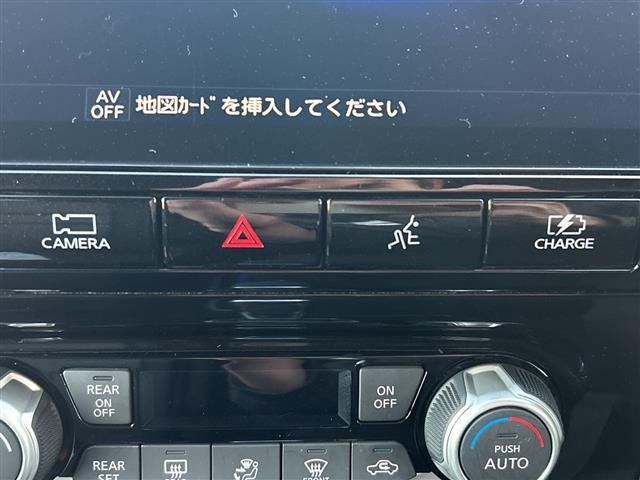 AV
OFF 地図ｶｰﾄﾞを挿入してください
CAMERA
CHARGE
REAR
ON
OFF
ON
OFF
PUSH
AUTO
REAR
SET
FRONT